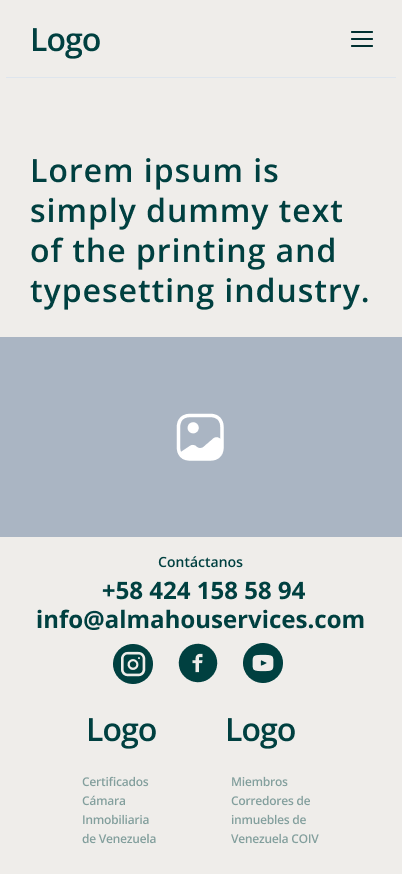 Logo
Lorem ipsum is
simply dummy text
of the printing and
typesetting industry.
Contáctanos
+58 424 158 58 94
info@almahouservices.com
Logo
Certificados
Cámara
Inmobiliaria
de Venezuela
Logo
Miembros
Corredores de
inmuebles de
Venezuela COIV